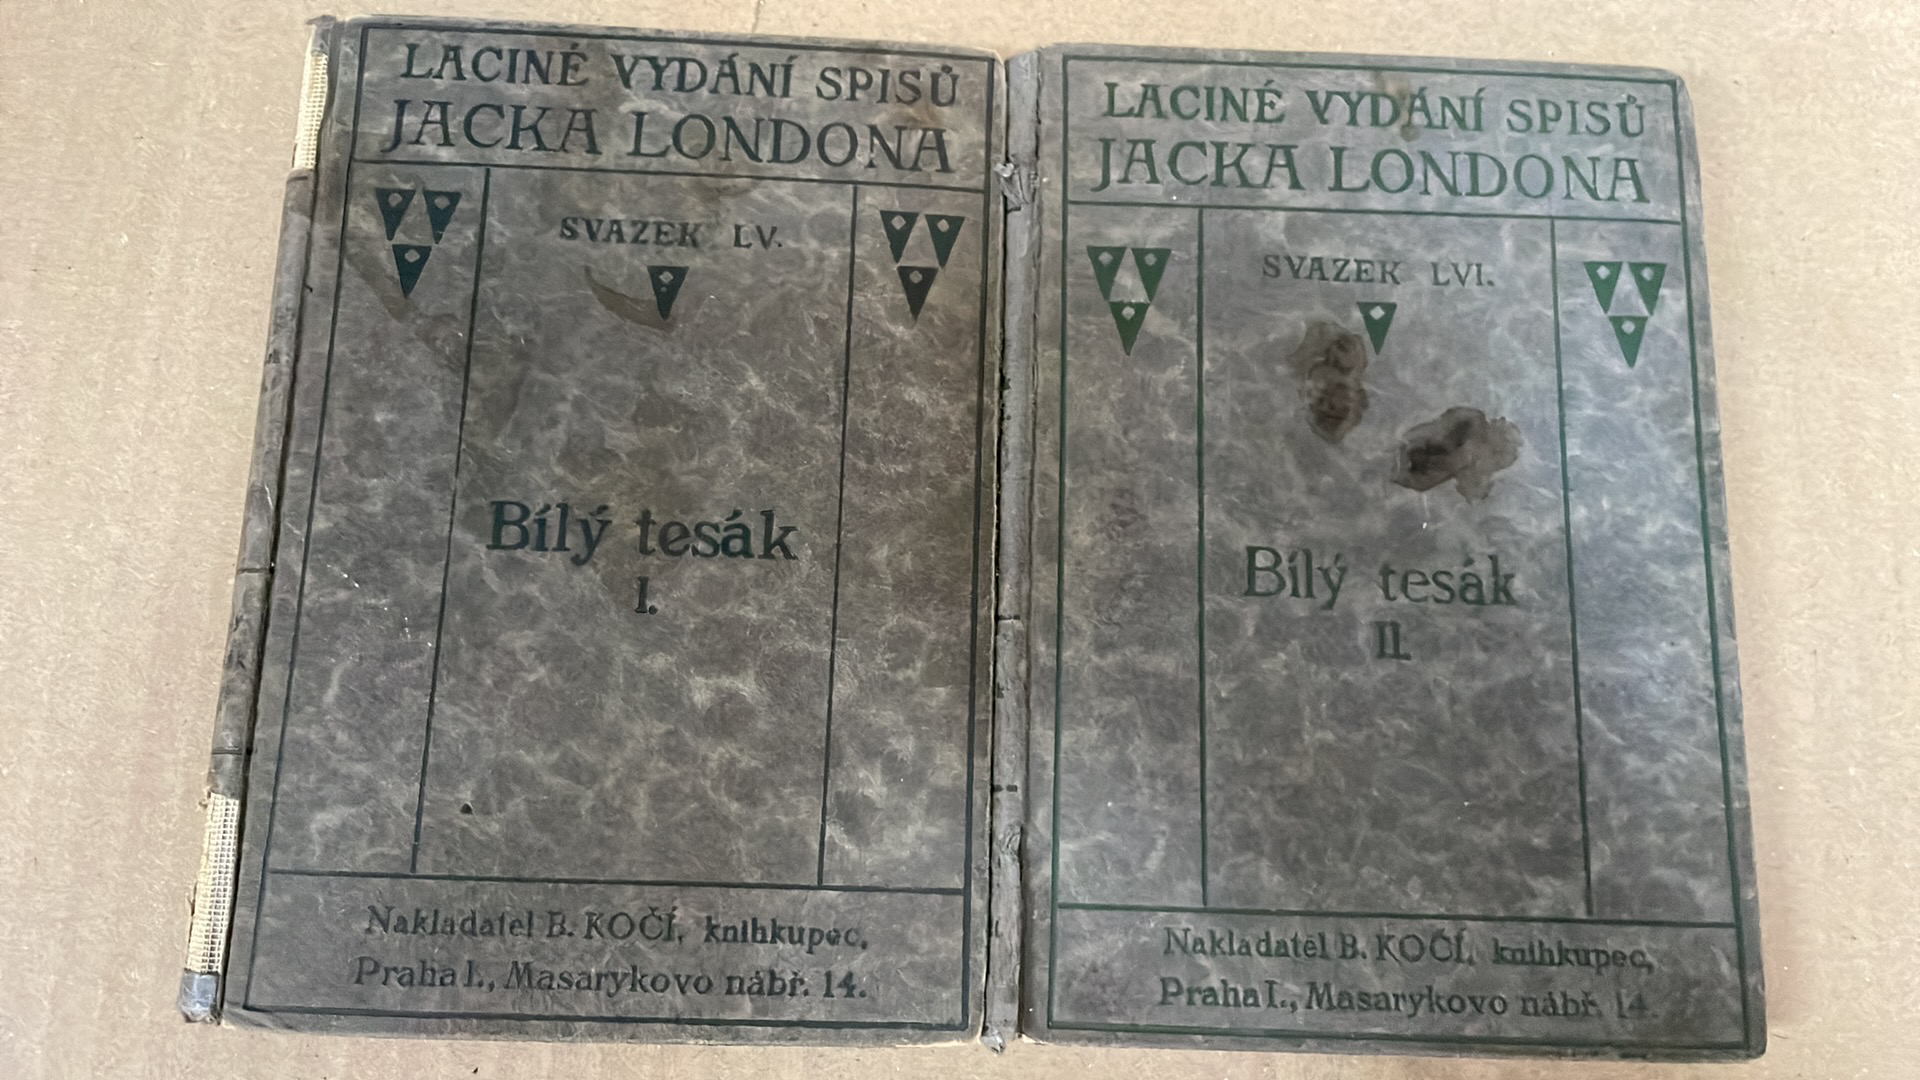 LACINÉ VYDÁNÍ SPISŮ
JACKA LONDONA
SVAZEK LV.
Bílý tesák
I.
Nakladatel B. KOČÍ, knihkupec,
Praha I., Masarykovo nábř. 14.
LACINÉ VYDÁNÍ SPISŮ
JACKA LONDONA
SVAZEK LVI.
Bílý tesák
II.
Nakladatel B. KOČÍ, knihkupec,
Praha I., Masarykovo nábř. 14.